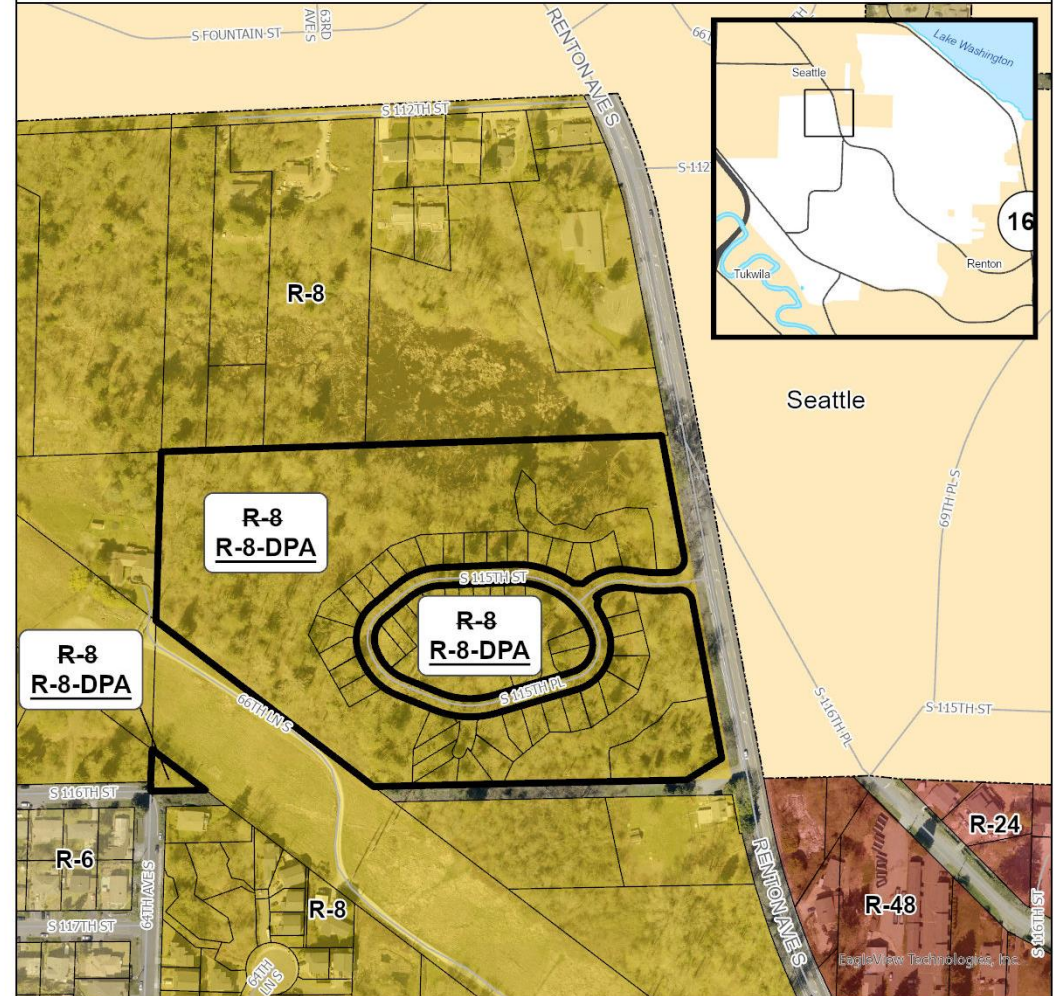 S FOUNTAIN ST
63RD
AVE S
RENTON AVE S
Lake Washington
Seattle
S 112TH ST
16
Renton
Tukwila
R-8
Seattle
69TH PL S
R-8
R-8-DPA
S 115TH ST
R-8
R-8-DPA
R-8
R-8-DPA
S 115TH PL
66TH LN S
S 116TH PL
S 115TH ST
S 116TH ST
R-6
64TH AVE S
RENTON AVE S
R-24
R-48
R-8
S 117TH ST
S 116TH ST
64TH
LN S
EagleView Technologies, Inc.